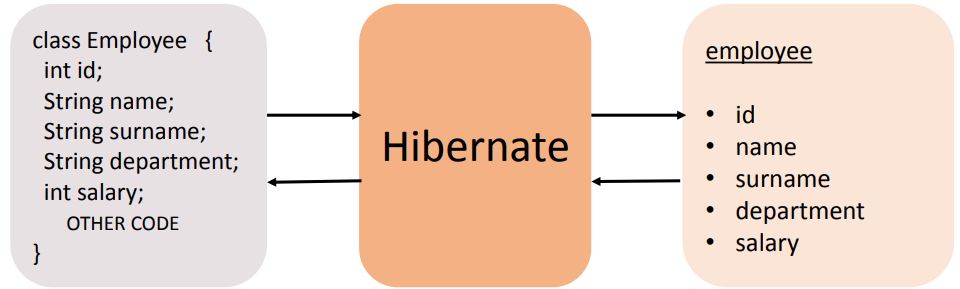 class Employee {
int id;
String name;
String surname;
String department;
int salary;
OTHER CODE
}
Hibernate
employee
• id
• name
• surname
• department
• salary